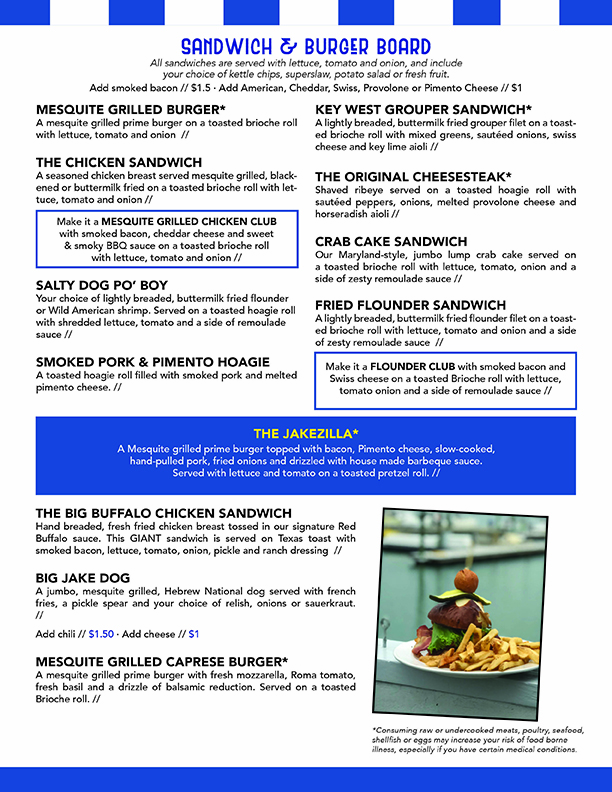 SANDWICH & BURGER BOARD
All sandwiches are served with lettuce, tomato and onion, and include
your choice of kettle chips, superslaw, potato salad or fresh fruit.
Add smoked bacon // $1.5 · Add American, Cheddar, Swiss, Provolone or Pimento Cheese // $1
MESQUITE GRILLED BURGER*
A mesquite grilled prime burger on a toasted brioche roll
with lettuce, tomato and onion //
THE CHICKEN SANDWICH
A seasoned chicken breast served mesquite grilled, black-
ened or buttermilk fried on a toasted brioche roll with let-
tuce, tomato and onion //
Make it a MESQUITE GRILLED CHICKEN CLUB
with smoked bacon, cheddar cheese and sweet
& smoky BBQ sauce on a toasted brioche roll
with lettuce, tomato and onion //
SALTY DOG PO' BOY
Your choice of lightly breaded, buttermilk fried flounder
or Wild American shrimp. Served on a toasted hoagie roll
with shredded lettuce, tomato and a side of remoulade
sauce //
SMOKED PORK & PIMENTO HOAGIE
A toasted hoagie roll filled with smoked pork and melted
pimento cheese. //
KEY WEST GROUPER SANDWICH*
A lightly breaded, buttermilk fried grouper filet on a toast-
ed brioche roll with mixed greens, sautéed onions, swiss
cheese and key lime aioli //
THE ORIGINAL CHEESESTEAK*
Shaved ribeye served on a toasted hoagie roll with
sautéed peppers, onions, melted provolone cheese and
horseradish aioli //
CRAB CAKE SANDWICH
Our Maryland-style, jumbo lump crab cake served on
a toasted brioche roll with lettuce, tomato, onion and a
side of zesty remoulade sauce //
FRIED FLOUNDER SANDWICH
A lightly breaded, buttermilk fried flounder filet on a toast-
ed brioche roll with lettuce, tomato and onion and a side
of zesty remoulade sauce //
Make it a FLOUNDER CLUB with smoked bacon and
Swiss cheese on a toasted Brioche roll with lettuce,
tomato onion and a side of remoulade sauce //
THE JAKEZILLA*
A Mesquite grilled prime burger topped with bacon, Pimento cheese, slow-cooked,
hand-pulled pork, fried onions and drizzled with house made barbeque sauce.
Served with lettuce and tomato on a toasted pretzel roll. //
THE BIG BUFFALO CHICKEN SANDWICH
Hand breaded, fresh fried chicken breast tossed in our signature Red
Buffalo sauce. This GIANT sandwich is served on Texas toast with
smoked bacon, lettuce, tomato, onion, pickle and ranch dressing //
BIG JAKE DOG
A jumbo, mesquite grilled, Hebrew National dog served with french
fries, a pickle spear and your choice of relish, onions or sauerkraut.
//
Add chili // $1.50 · Add cheese // $1
MESQUITE GRILLED CAPRESE BURGER*
A mesquite grilled prime burger with fresh mozzarella, Roma tomato,
fresh basil and a drizzle of balsamic reduction. Served on a toasted
Brioche roll. //
*Consuming raw or undercooked meats, poultry, seafood,
shellfish or eggs may increase your risk of food borne
illness, especially if you have certain medical conditions.